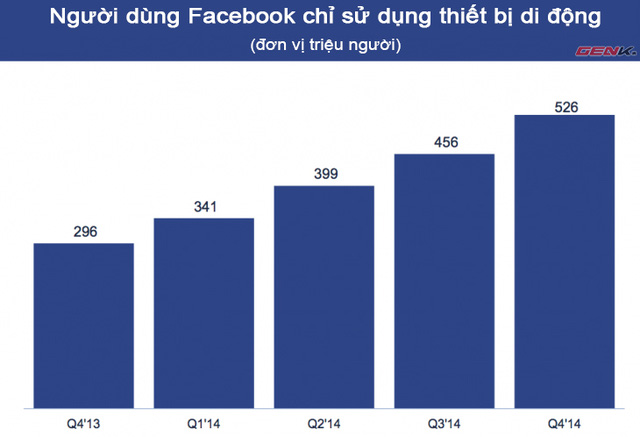 Người dùng Facebook chỉ sử dụng thiết bị di động
(đơn vị triệu người)
GENK.
296
341
399
456
526
Q4'13
Q1'14
Q2'14
Q3'14
Q4'14